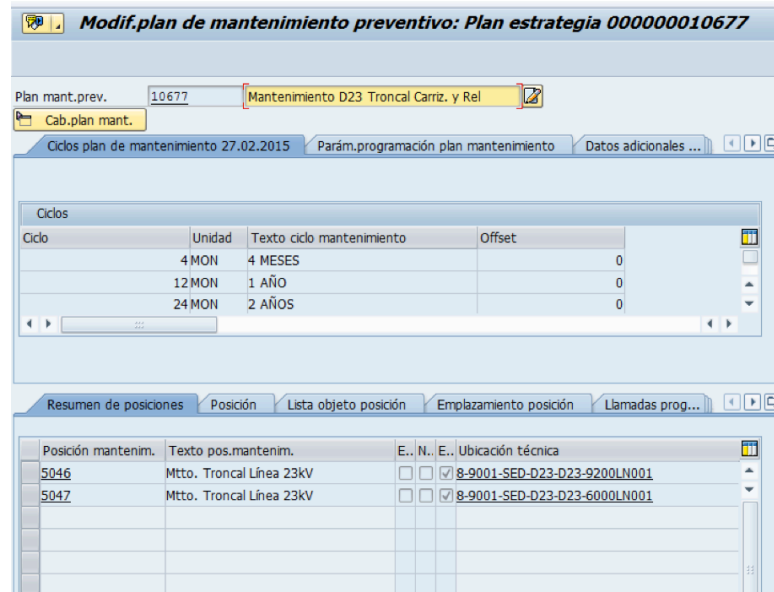 Modif.plan de mantenimiento preventivo: Plan estrategia 000000010677
Plan mant.prev. 10677 Mantenimiento D23 Troncal Carriz. y Rel
Cab.plan mant.
Ciclos plan de mantenimiento 27.02.2015 Parám.programación plan mantenimiento Datos adicionales ...
Ciclos
Ciclo Unidad Texto ciclo mantenimiento Offset
4 MON 4 MESES 0
12 MON 1 AÑO 0
24 MON 2 AÑOS 0
Resumen de posiciones Posición Lista objeto posición Emplazamiento posición Llamadas prog...
Posición mantenim. Texto pos.mantenim. E.. N.. E.. Ubicación técnica
5046 Mtto. Troncal Línea 23kV 8-9001-SED-D23-D23-9200LN001
5047 Mtto. Troncal Línea 23kV 8-9001-SED-D23-D23-6000LN001